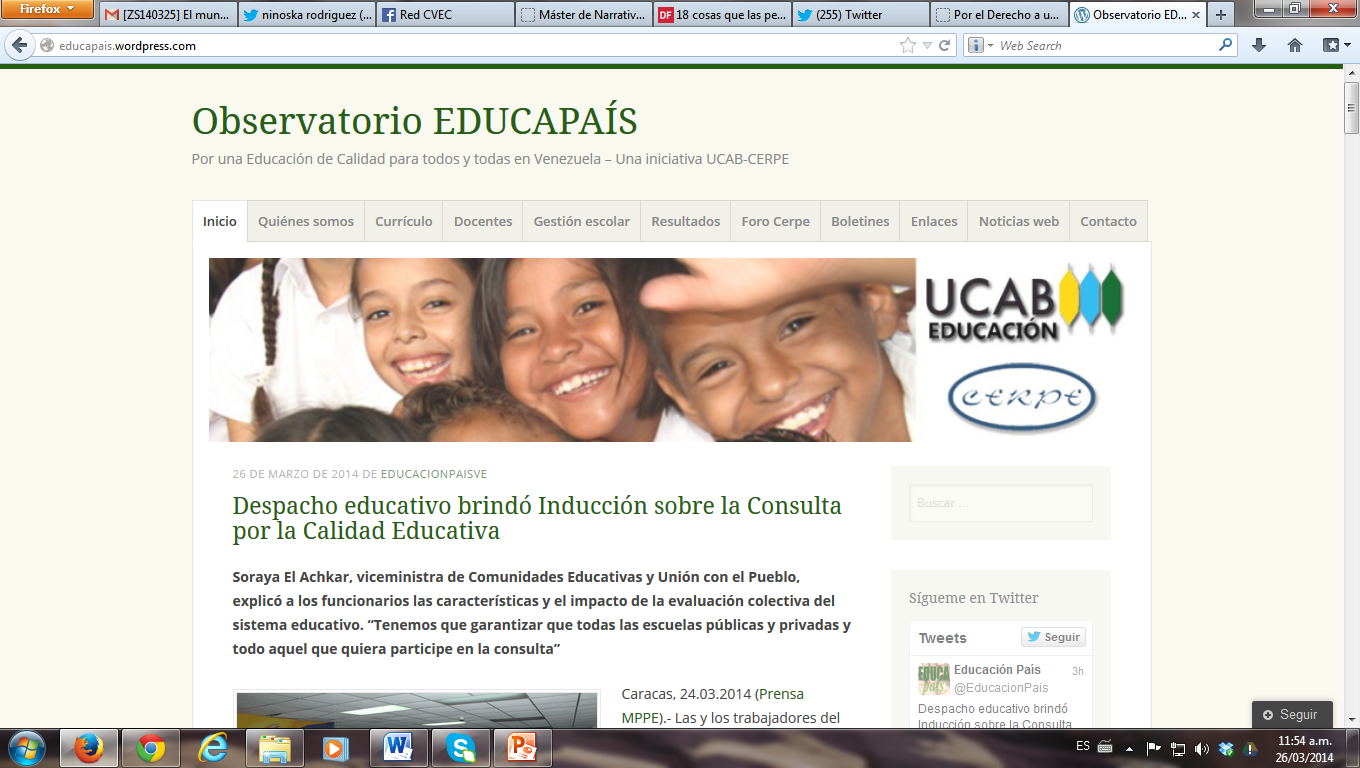 Firefox
[ZS140325] El mun...
ninoska rodriguez (...
Red CVEC
Máster de Narrativ...
DF 18 cosas que las pe...
(255) Twitter
Por el Derecho a u...
Observatorio ED...
educapais.wordpress.com
Web Search
Observatorio EDUCAPAÍS
Por una Educación de Calidad para todos y todas en Venezuela – Una iniciativa UCAB-CERPE
Inicio Quiénes somos Currículo Docentes Gestión escolar Resultados Foro Cerpe Boletines Enlaces Noticias web Contacto
UCAB
EDUCACIÓN
CERPE
26 DE MARZO DE 2014 DE EDUCACIONPAISVE
Despacho educativo brindó Inducción sobre la Consulta
por la Calidad Educativa
Soraya El Achkar, viceministra de Comunidades Educativas y Unión con el Pueblo,
explicó a los funcionarios las características y el impacto de la evaluación colectiva del
sistema educativo. “Tenemos que garantizar que todas las escuelas públicas y privadas y
todo aquel que quiera participe en la consulta”
Caracas, 24.03.2014 (Prensa
MPPE).- Las y los trabajadores del
Buscar ...
Sígueme en Twitter
Tweets Seguir
EDUCA
país
Educación País 3h
@EducacionPais
Despacho educativo brindó
Inducción sobre la Consulta
Seguir
ES
11:54 a.m.
26/03/2014